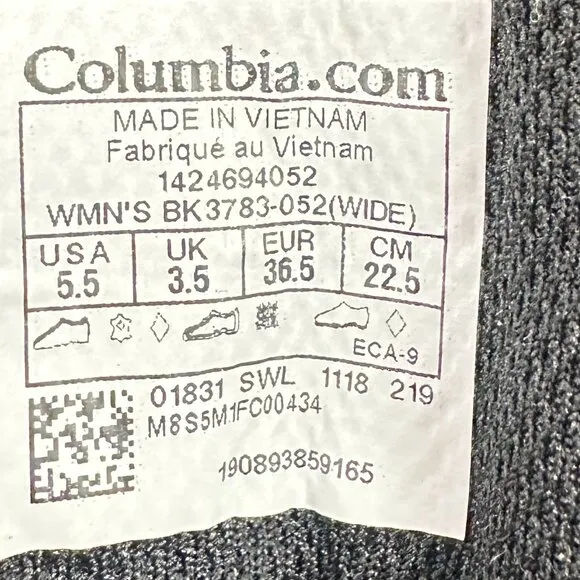 Columbia.com
MADE IN VIETNAM
Fabriqué au Vietnam
1424694052
WMN'S BK3783-052(WIDE)
USA UK EUR CM
5.5 3.5 36.5 22.5
ECA-9
01831 SWL 1118 219
M8S5M1FC00434
190893859165